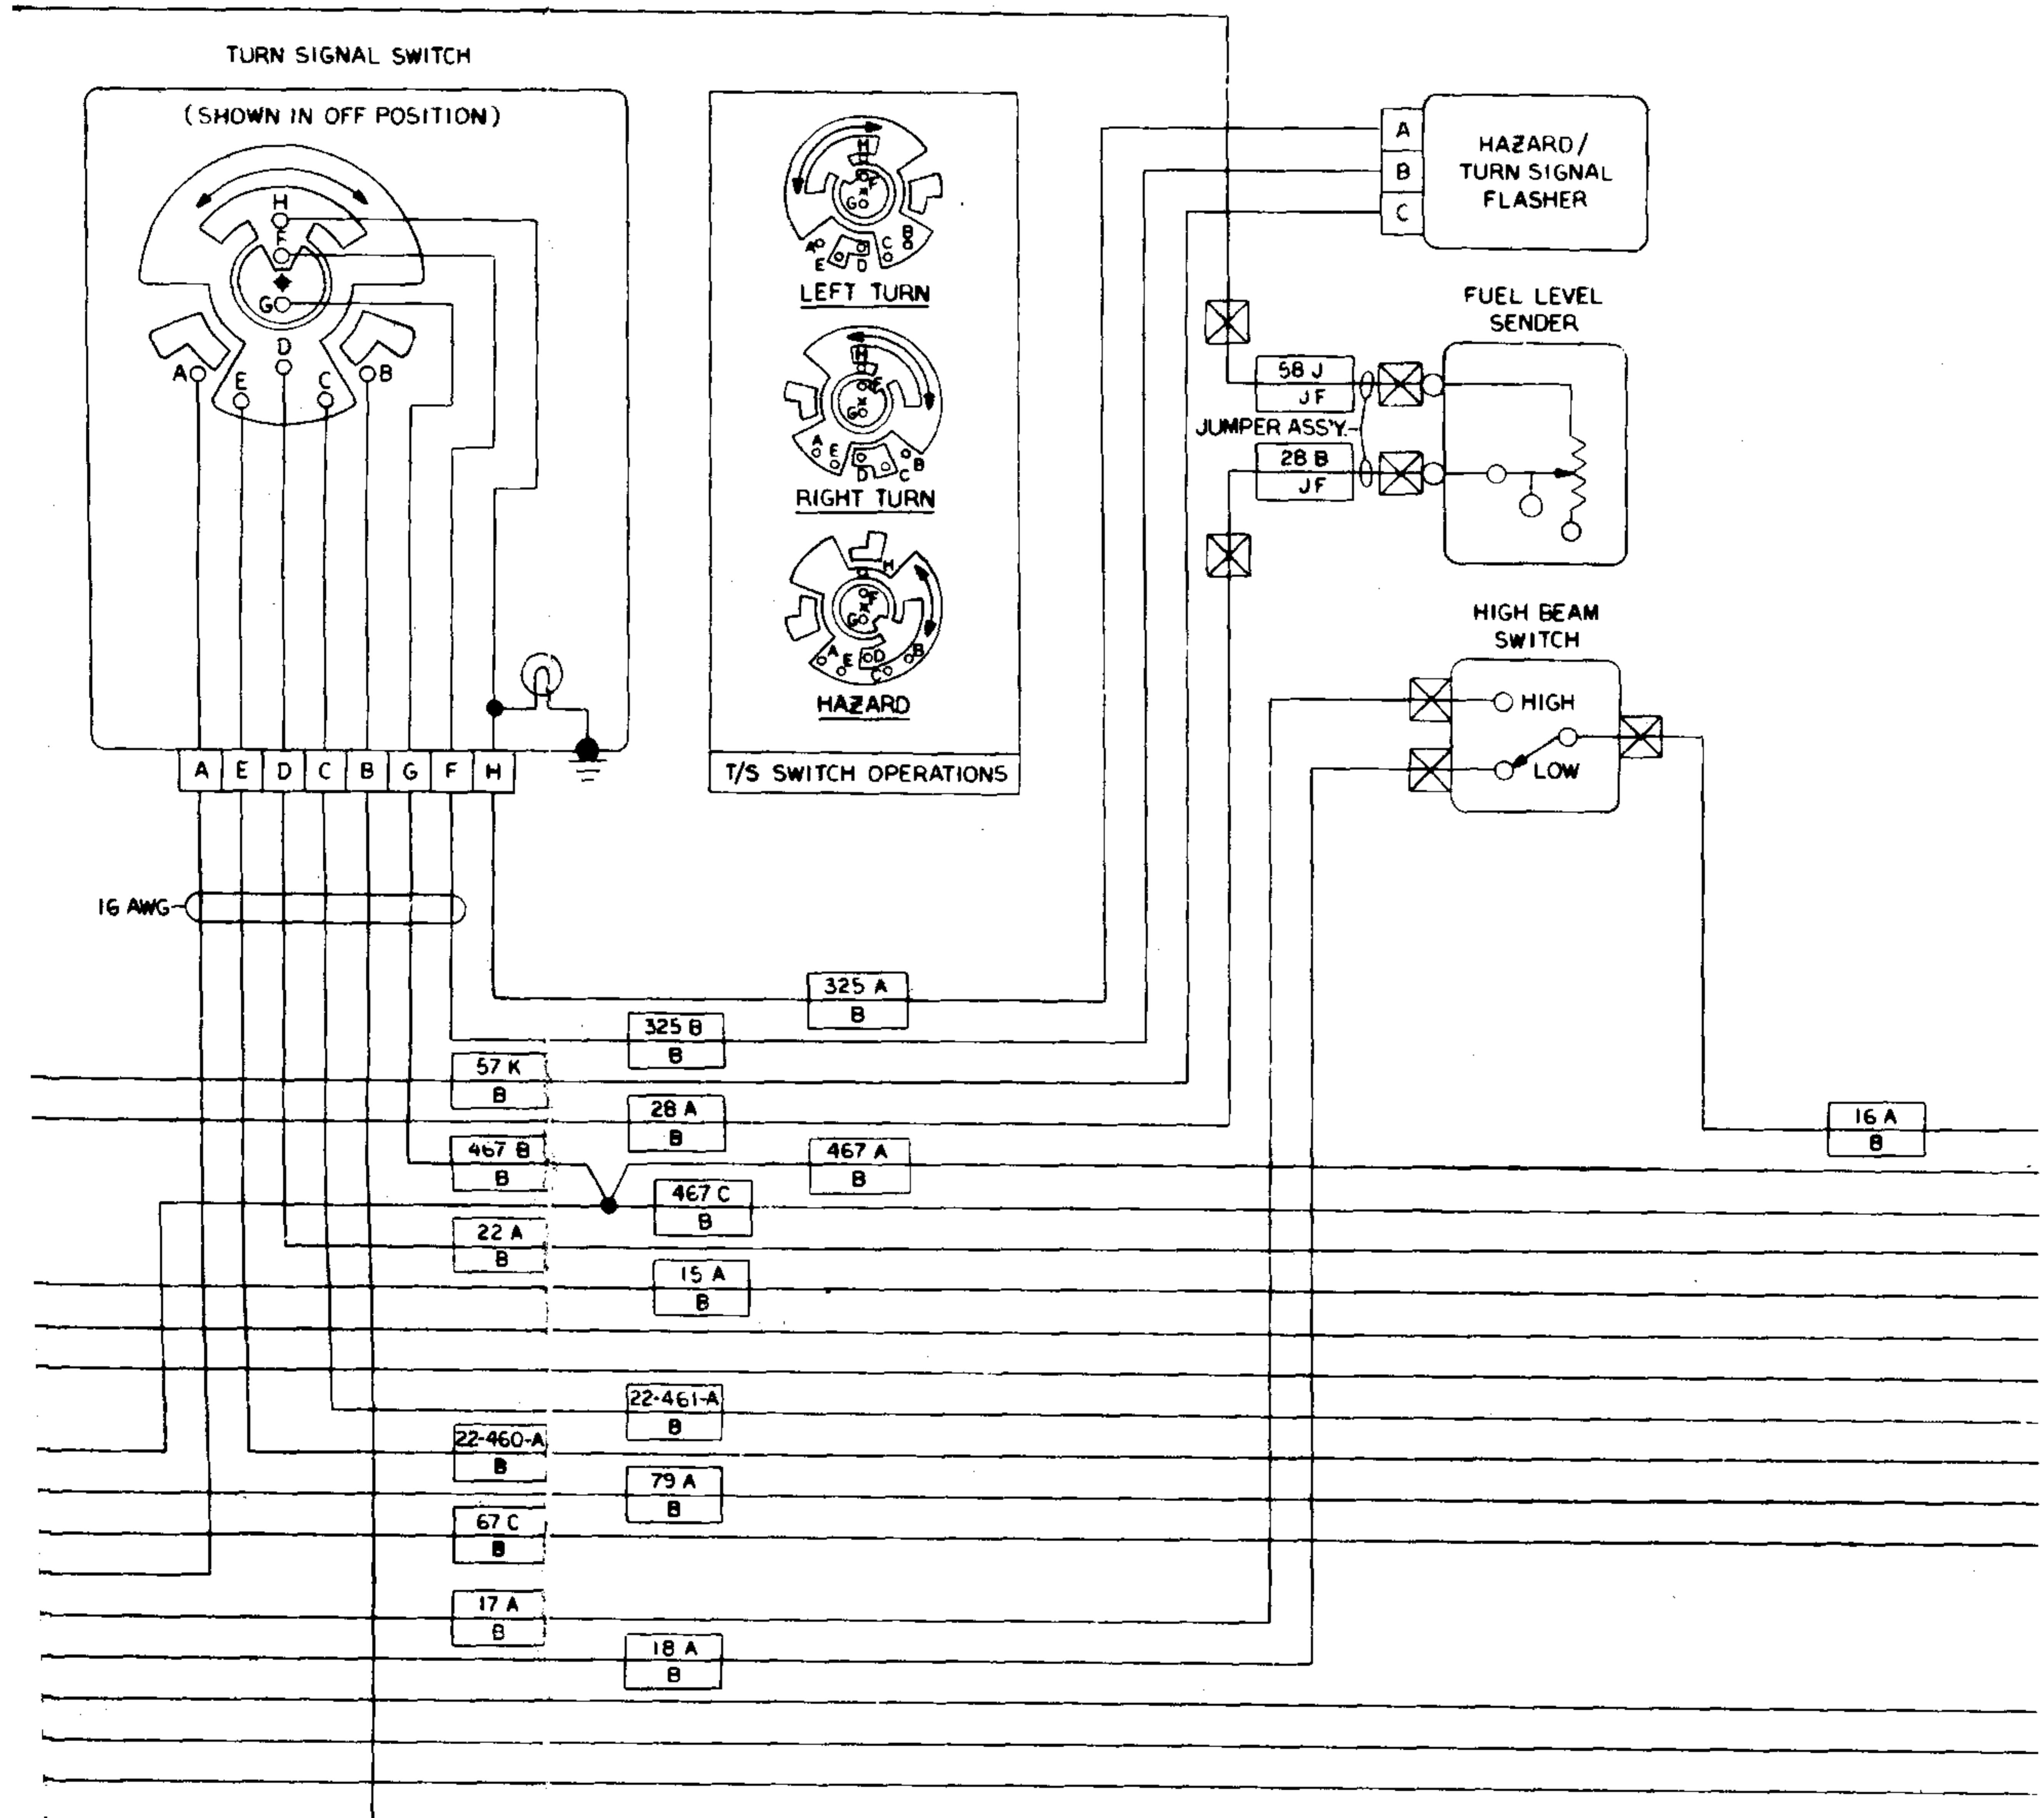 TURN SIGNAL SWITCH
(SHOWN IN OFF POSITION)
H
F
G
D
A
E
C
B
A E D C B G F H
16 AWG
H
F
G
A
B
C
E
D
LEFT TURN
H
F
G
A
E
D
C
B
RIGHT TURN
H
F
G
A
E
D
C
B
HAZARD
T/S SWITCH OPERATIONS
A
B
C
HAZARD/
TURN SIGNAL
FLASHER
FUEL LEVEL
SENDER
58 J
JF
JUMPER ASS'Y.
28 B
JF
HIGH BEAM
SWITCH
HIGH
LOW
325 A
B
325 B
B
57 K
B
28 A
B
16 A
B
467 B
B
467 A
B
467 C
B
22 A
B
15 A
B
22-461-A
B
22-460-A
B
79 A
B
67 C
B
17 A
B
18 A
B